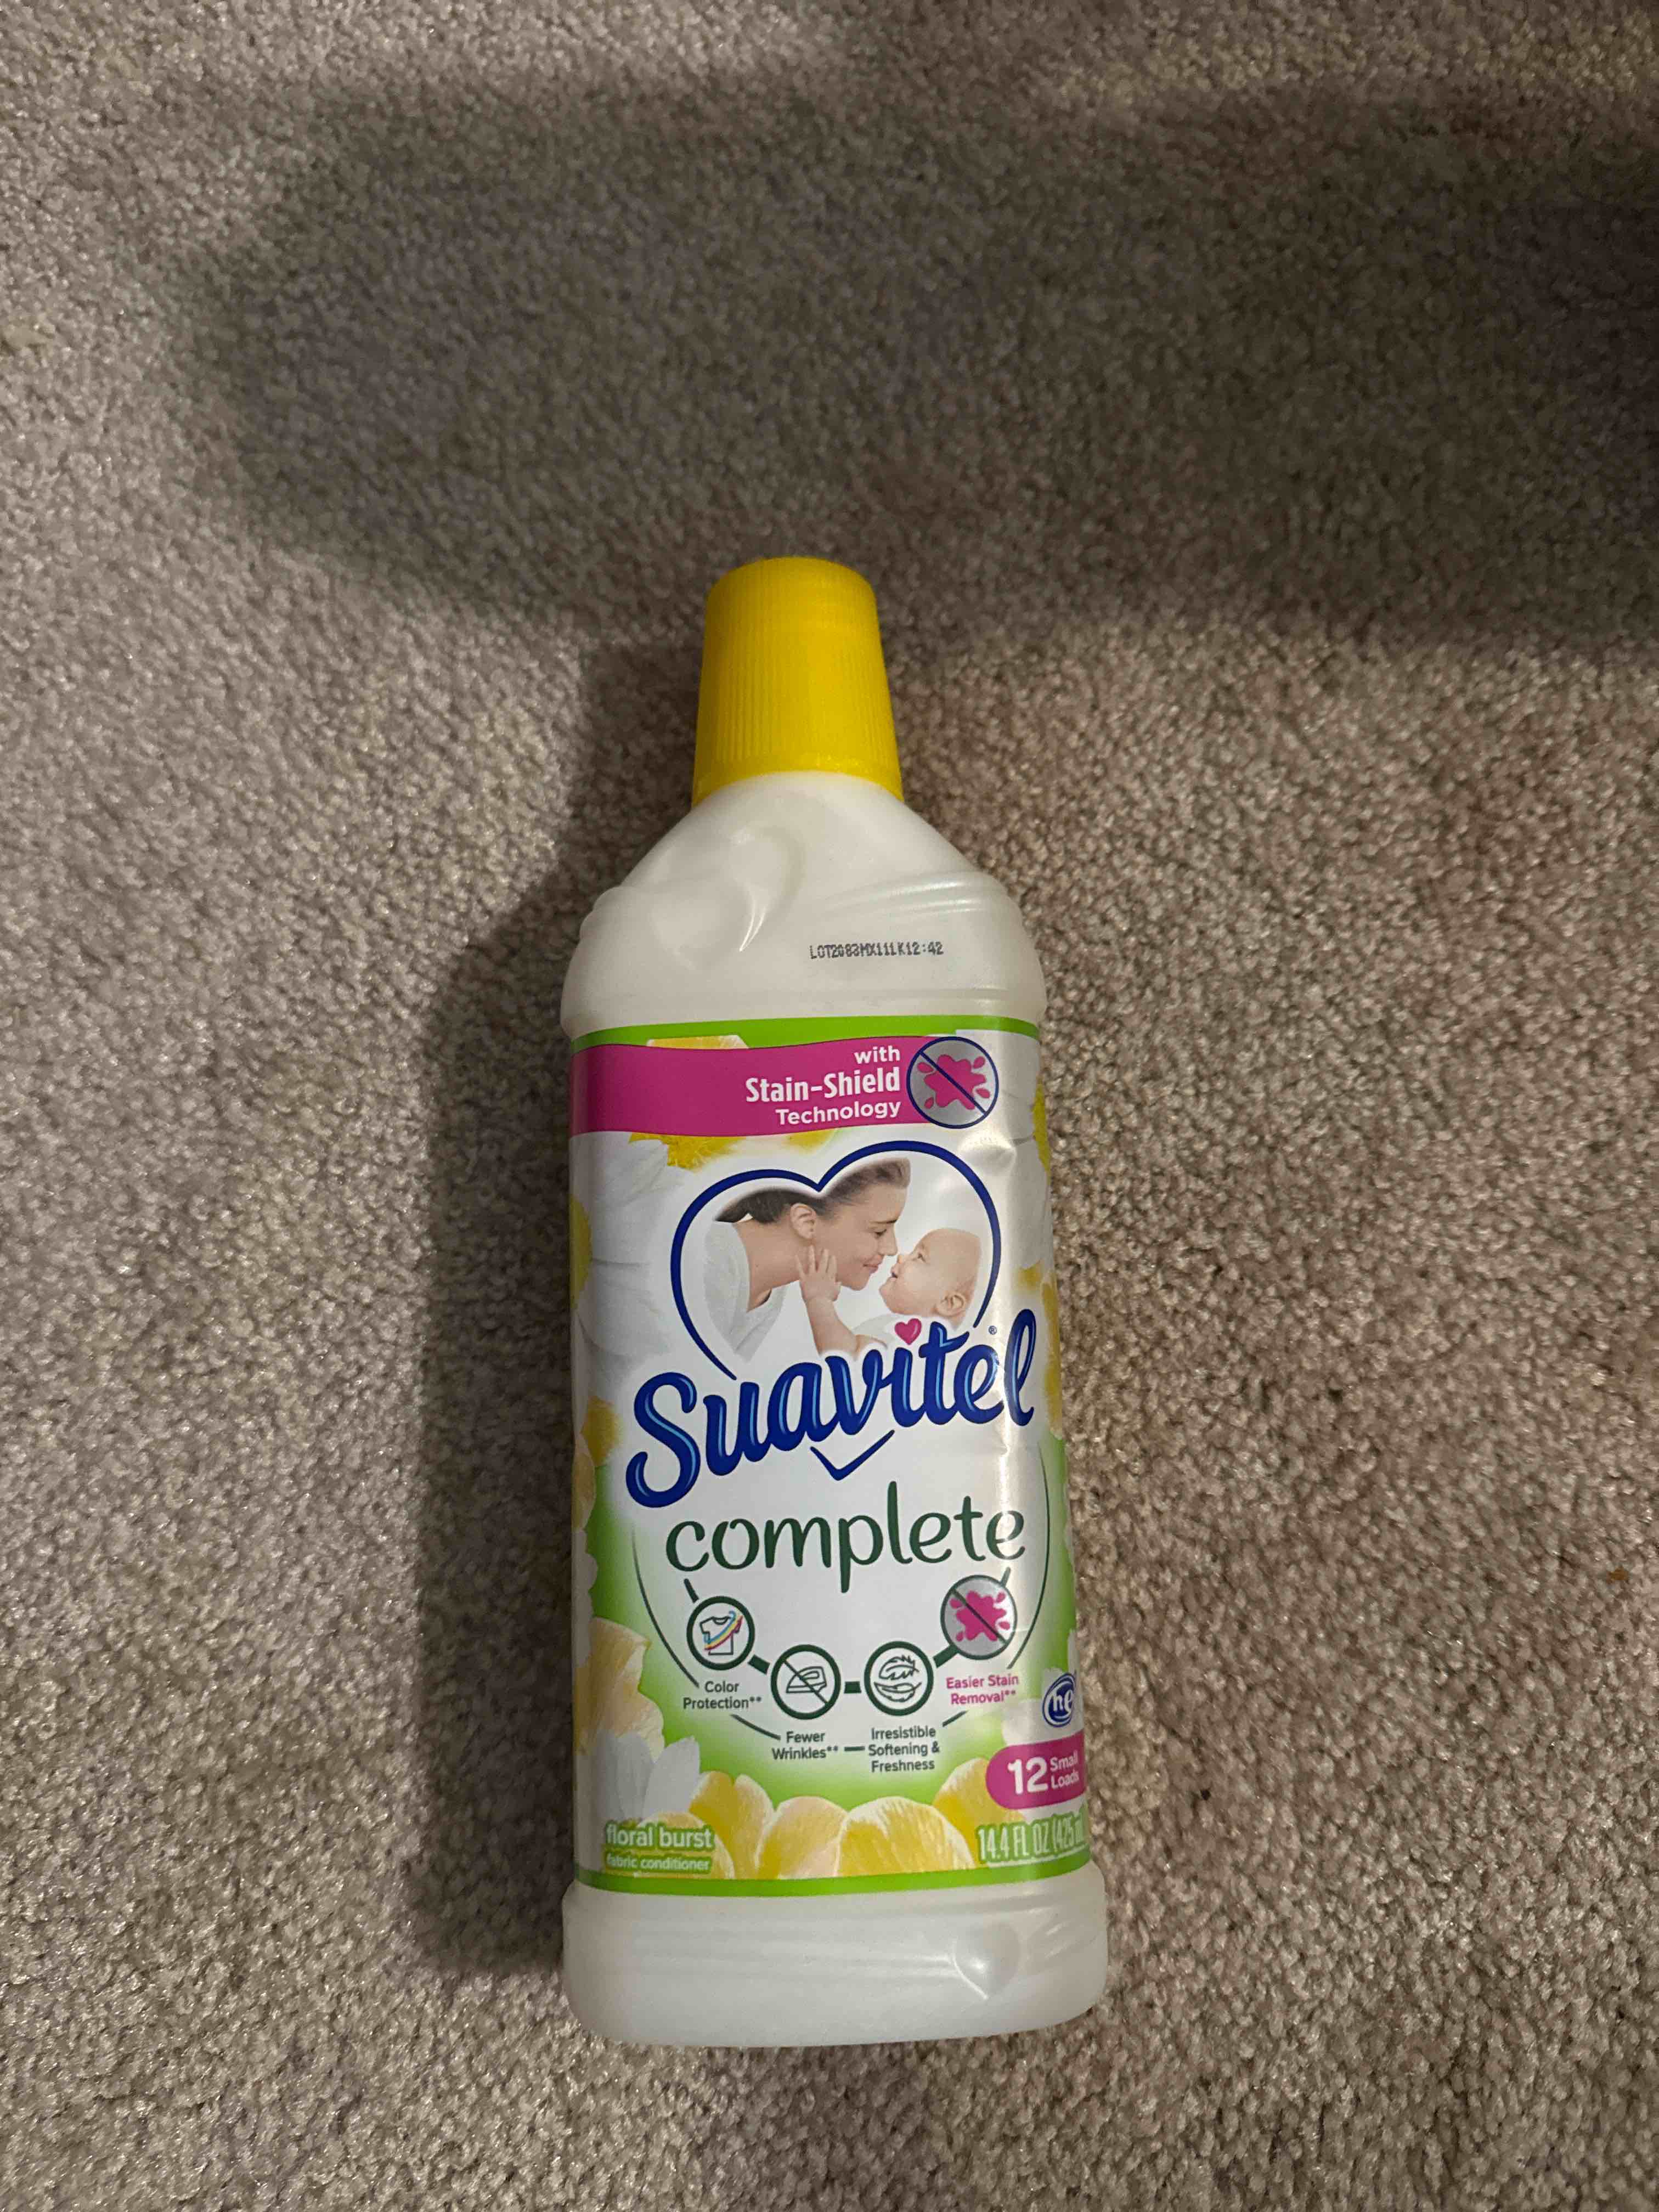 LOT2083MX111K12:42
with
Stain-Shield
Technology
Suavitel®
complete
Color
Protection**
Fewer
Wrinkles**
Irresistible
Softening &
Freshness
Easier Stain
Removal**
he
12 Small
Loads
floral burst
fabric conditioner
14.4 FL OZ (425